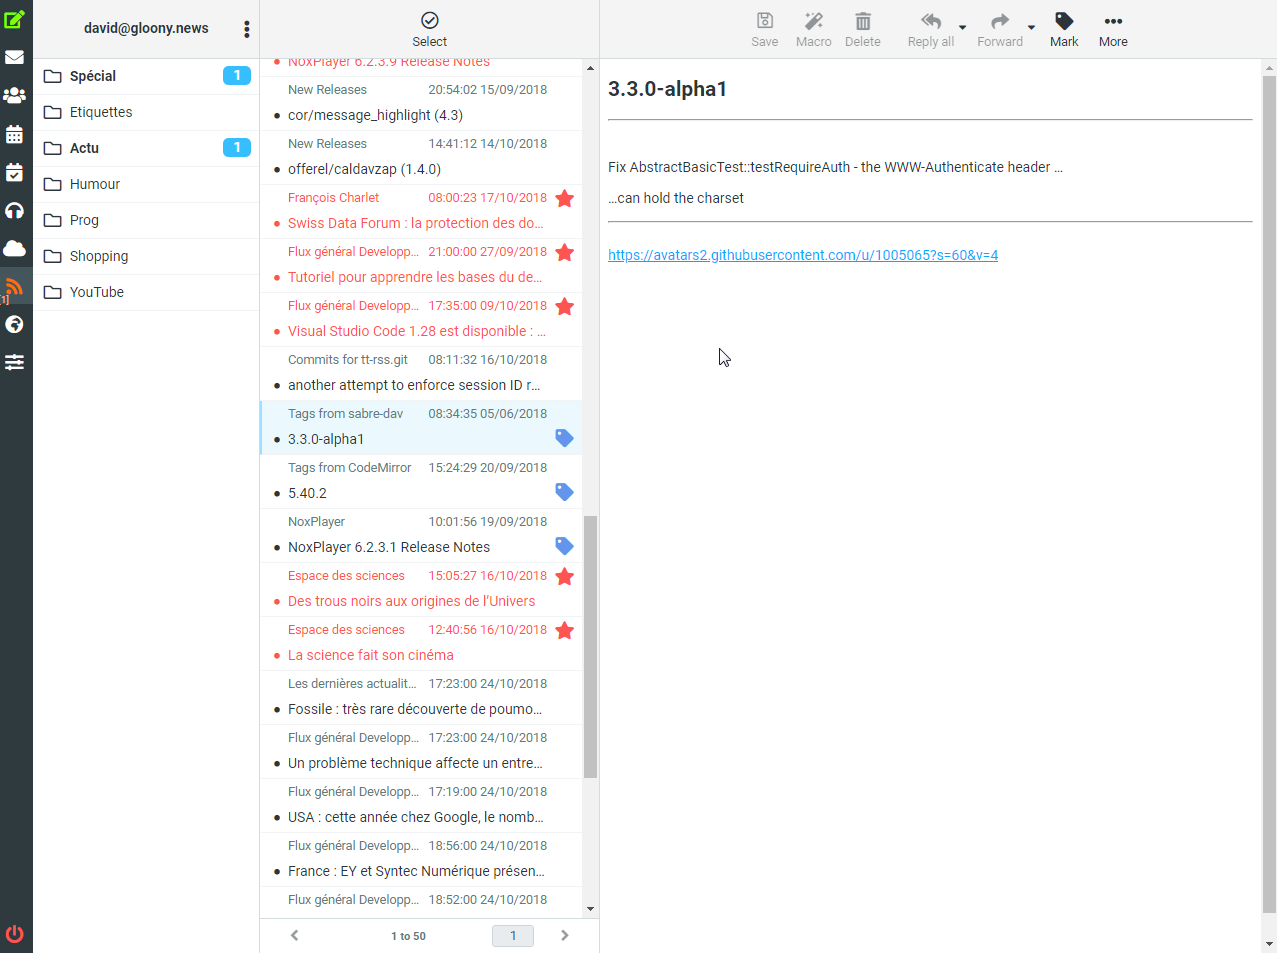 david@gloony.news
Select
Save
Macro
Delete
Reply all
Forward
Mark
More
Spécial 1
Etiquettes
Actu 1
Humour
Prog
Shopping
YouTube
[1]
NoxPlayer 6.2.3.9 Release Notes
New Releases 20:54:02 15/09/2018
cor/message_highlight (4.3)
New Releases 14:41:12 14/10/2018
offerel/caldavzap (1.4.0)
François Charlet 08:00:23 17/10/2018
Swiss Data Forum : la protection des do...
Flux général Developp... 21:00:00 27/09/2018
Tutoriel pour apprendre les bases du de...
Flux général Developp... 17:35:00 09/10/2018
Visual Studio Code 1.28 est disponible : ...
Commits for tt-rss.git 08:11:32 16/10/2018
another attempt to enforce session ID r...
Tags from sabre-dav 08:34:35 05/06/2018
3.3.0-alpha1
Tags from CodeMirror 15:24:29 20/09/2018
5.40.2
NoxPlayer 10:01:56 19/09/2018
NoxPlayer 6.2.3.1 Release Notes
Espace des sciences 15:05:27 16/10/2018
Des trous noirs aux origines de l’Univers
Espace des sciences 12:40:56 16/10/2018
La science fait son cinéma
Les dernières actualit... 17:23:00 24/10/2018
Fossile : très rare découverte de poumo...
Flux général Developp... 17:23:00 24/10/2018
Un problème technique affecte un entre...
Flux général Developp... 17:19:00 24/10/2018
USA : cette année chez Google, le nomb...
Flux général Developp... 18:56:00 24/10/2018
France : EY et Syntec Numérique présen...
Flux général Developp... 18:52:00 24/10/2018
1 to 50
1
3.3.0-alpha1
Fix AbstractBasicTest::testRequireAuth - the WWW-Authenticate header …
…can hold the charset
https://avatars2.githubusercontent.com/u/1005065?s=60&v=4